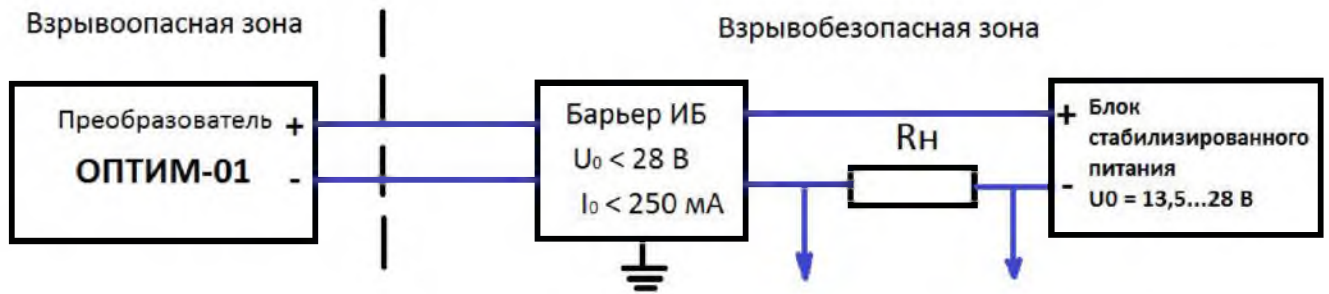 Взрывоопасная зона
Взрывобезопасная зона
Преобразователь +
ОПТИМ-01 -
Барьер ИБ
U₀ < 28 В
I₀ < 250 мА
Rн
+ Блок
стабилизированного
питания
- U0 = 13,5...28 В